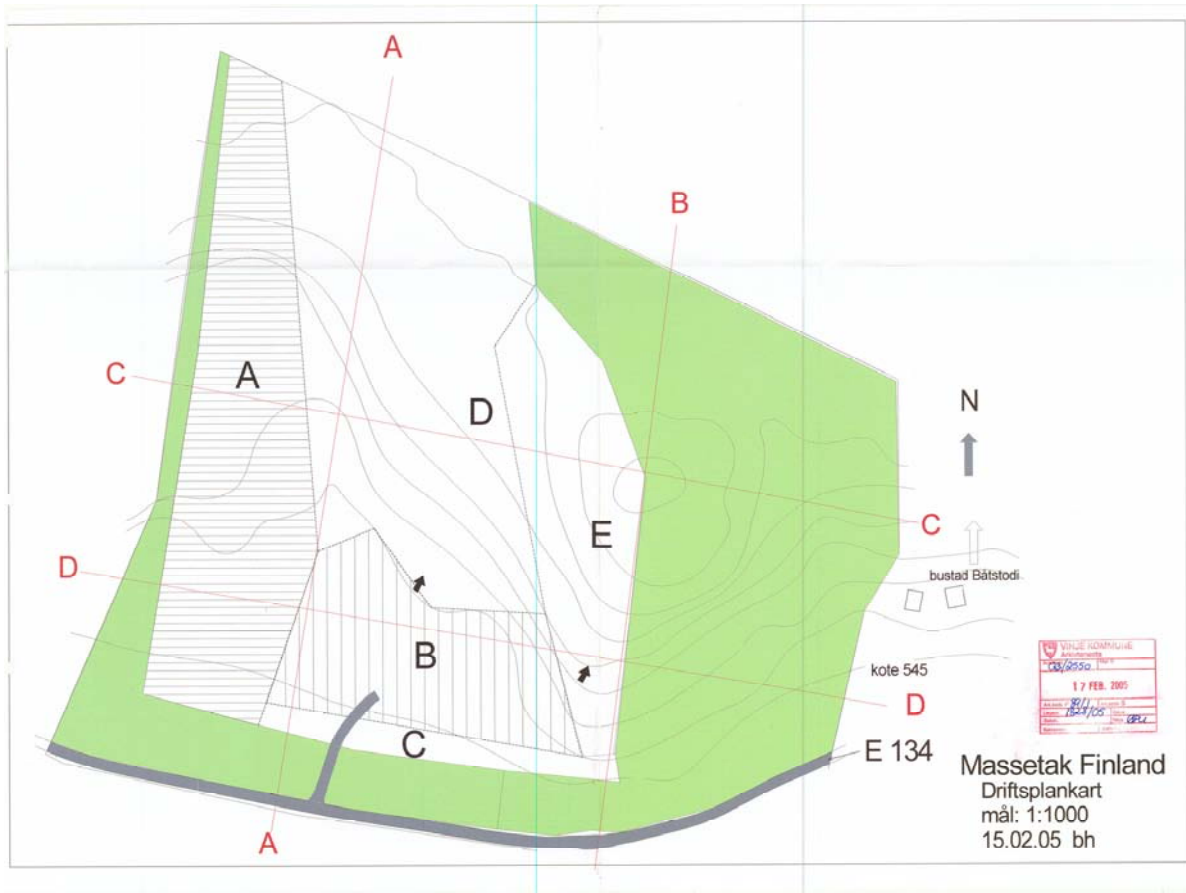 A
B
C
A
D
N
E
C
D
bustad Båtstodi
B
kote 545
D
C
E 134
A
VINJE KOMMUNE
17 FEB. 2005
Massetak Finland
Driftsplankart
mål: 1:1000
15.02.05 bh